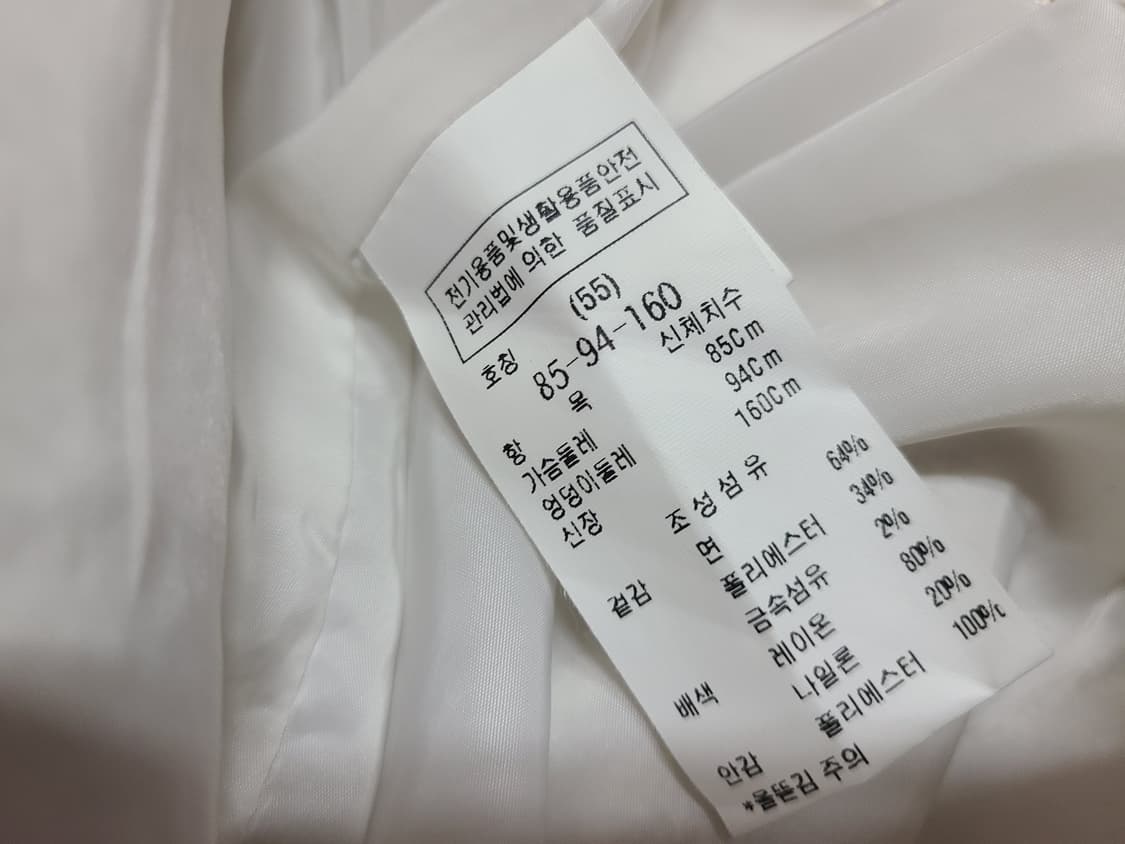 전기용품및생활용품안전
관리법에 의한 품질표시
(55)
호칭 85-94-160
항 목 신체치수
가슴둘레 85Cm
엉덩이둘레 94Cm
신장 160Cm
조성섬유
겉감 면 64%
폴리에스터 34%
금속섬유 2%
배색 레이온 80%
나일론 20%
안감 폴리에스터 100%
*올뜯김 주의